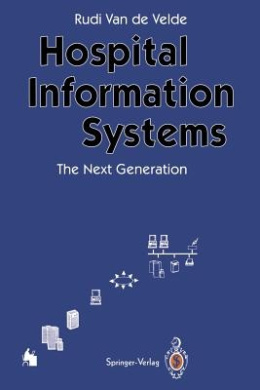 Rudi Van de Velde
Hospital
Information
Systems
The Next Generation
Springer-Verlag